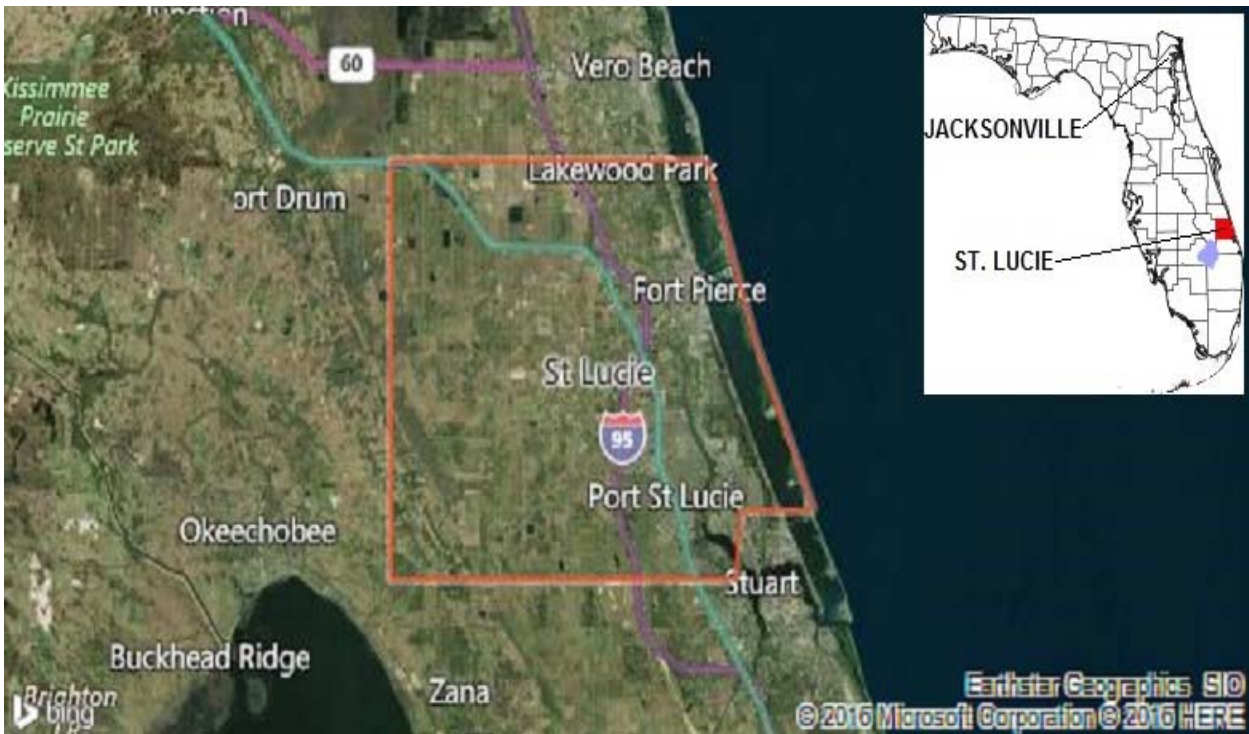 Junction
60
Vero Beach
Kissimmee
Prairie
serve St Park
JACKSONVILLE
Lakewood Park
ort Drum
ST. LUCIE
Fort Pierce
St Lucie
95
Port St Lucie
Okeechobee
Stuart
Buckhead Ridge
Zana
Brighton
bing
Earthstar Geographics SIO
© 2016 Microsoft Corporation © 2016 HERE